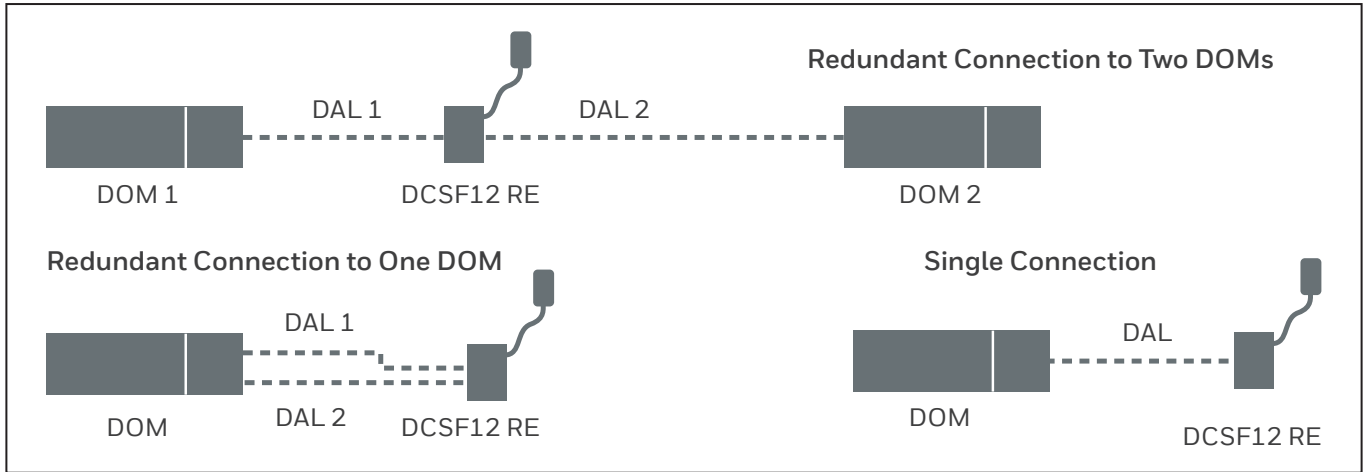 Redundant Connection to Two DOMs
DAL 1
DAL 2
DOM 1
DCSF12 RE
DOM 2
Redundant Connection to One DOM
Single Connection
DAL 1
DAL
DAL 2
DOM
DCSF12 RE
DOM
DCSF12 RE